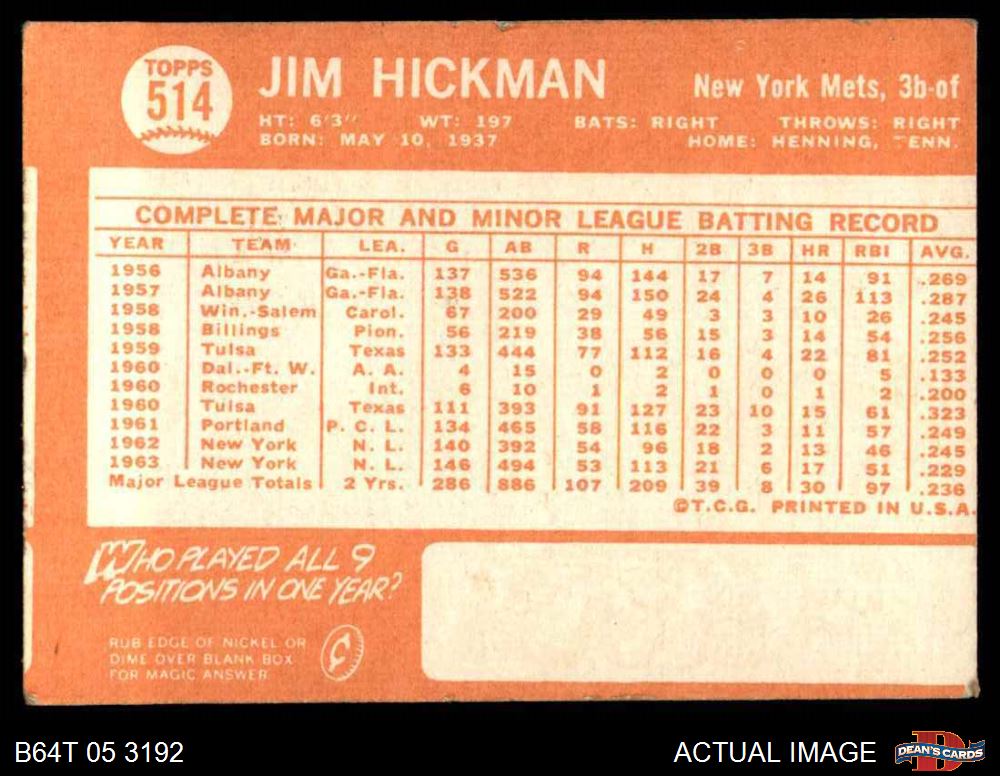 TOPPS
514
JIM HICKMAN
New York Mets, 3b-of
HT: 6'3" WT: 197 BATS: RIGHT THROWS: RIGHT
BORN: MAY 10, 1937 HOME: HENNING, TENN.
COMPLETE MAJOR AND MINOR LEAGUE BATTING RECORD
YEAR TEAM LEA. G AB R H 2B 3B HR RBI AVG.
1956 Albany Ga.-Fla. 137 536 94 144 17 7 14 91 .269
1957 Albany Ga.-Fla. 138 522 94 150 24 4 26 113 .287
1958 Win.-Salem Carol. 67 200 29 49 3 3 10 26 .245
1958 Billings Pion. 56 219 38 56 15 3 14 54 .256
1959 Tulsa Texas 133 444 77 112 16 4 22 81 .252
1960 Dal.-Ft. W. A. A. 4 15 0 2 0 0 0 5 .133
1960 Rochester Int. 6 10 1 2 1 0 1 2 .200
1960 Tulsa Texas 111 393 91 127 23 10 15 61 .323
1961 Portland P. C. L. 134 465 58 116 22 3 11 57 .249
1962 New York N. L. 140 392 54 96 18 2 13 46 .245
1963 New York N. L. 146 494 53 113 21 6 17 51 .229
Major League Totals 2 Yrs. 286 886 107 209 39 8 30 97 .236
©T.C.G. PRINTED IN U.S.A.
WHO PLAYED ALL 9
POSITIONS IN ONE YEAR?
RUB EDGE OF NICKEL OR
DIME OVER BLANK BOX
FOR MAGIC ANSWER
B64T 05 3192
ACTUAL IMAGE
DEAN'S CARDS